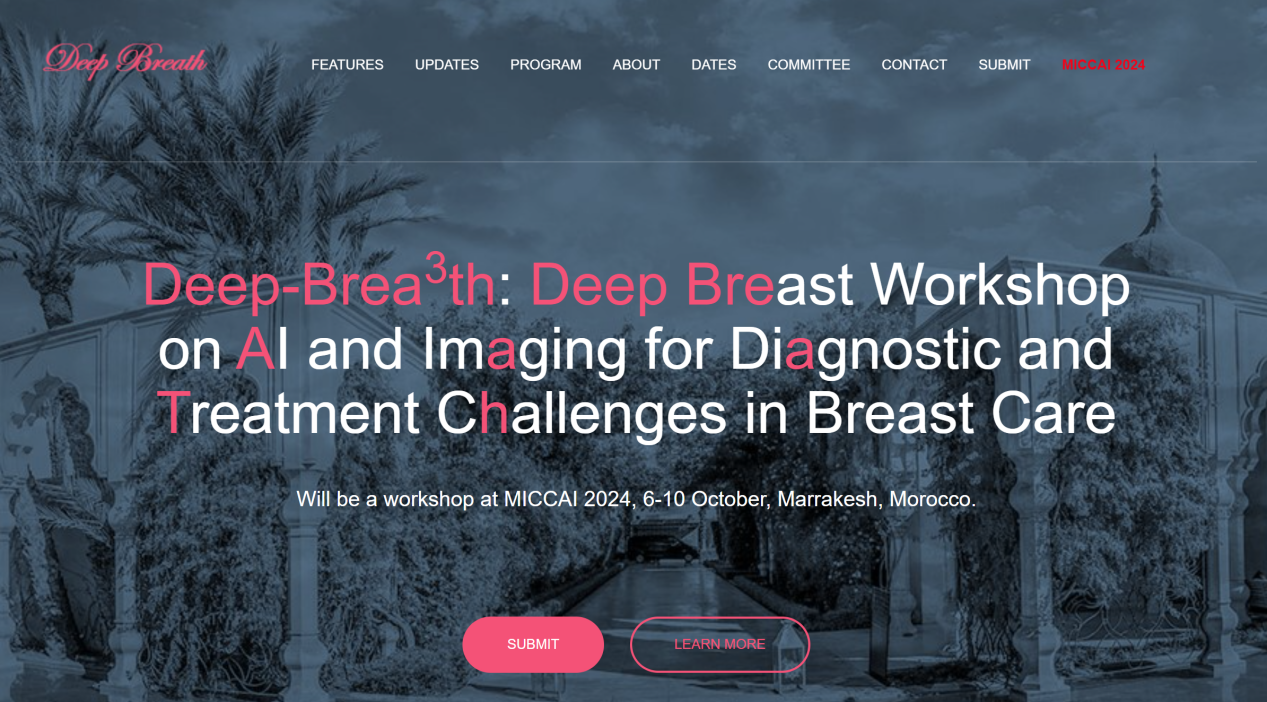 Deep Breath
FEATURES UPDATES PROGRAM ABOUT DATES COMMITTEE CONTACT SUBMIT MICCAI 2024
Deep-Brea³th: Deep Breast Workshop
on AI and Imaging for Diagnostic and
Treatment Challenges in Breast Care
Will be a workshop at MICCAI 2024, 6-10 October, Marrakesh, Morocco.
SUBMIT LEARN MORE